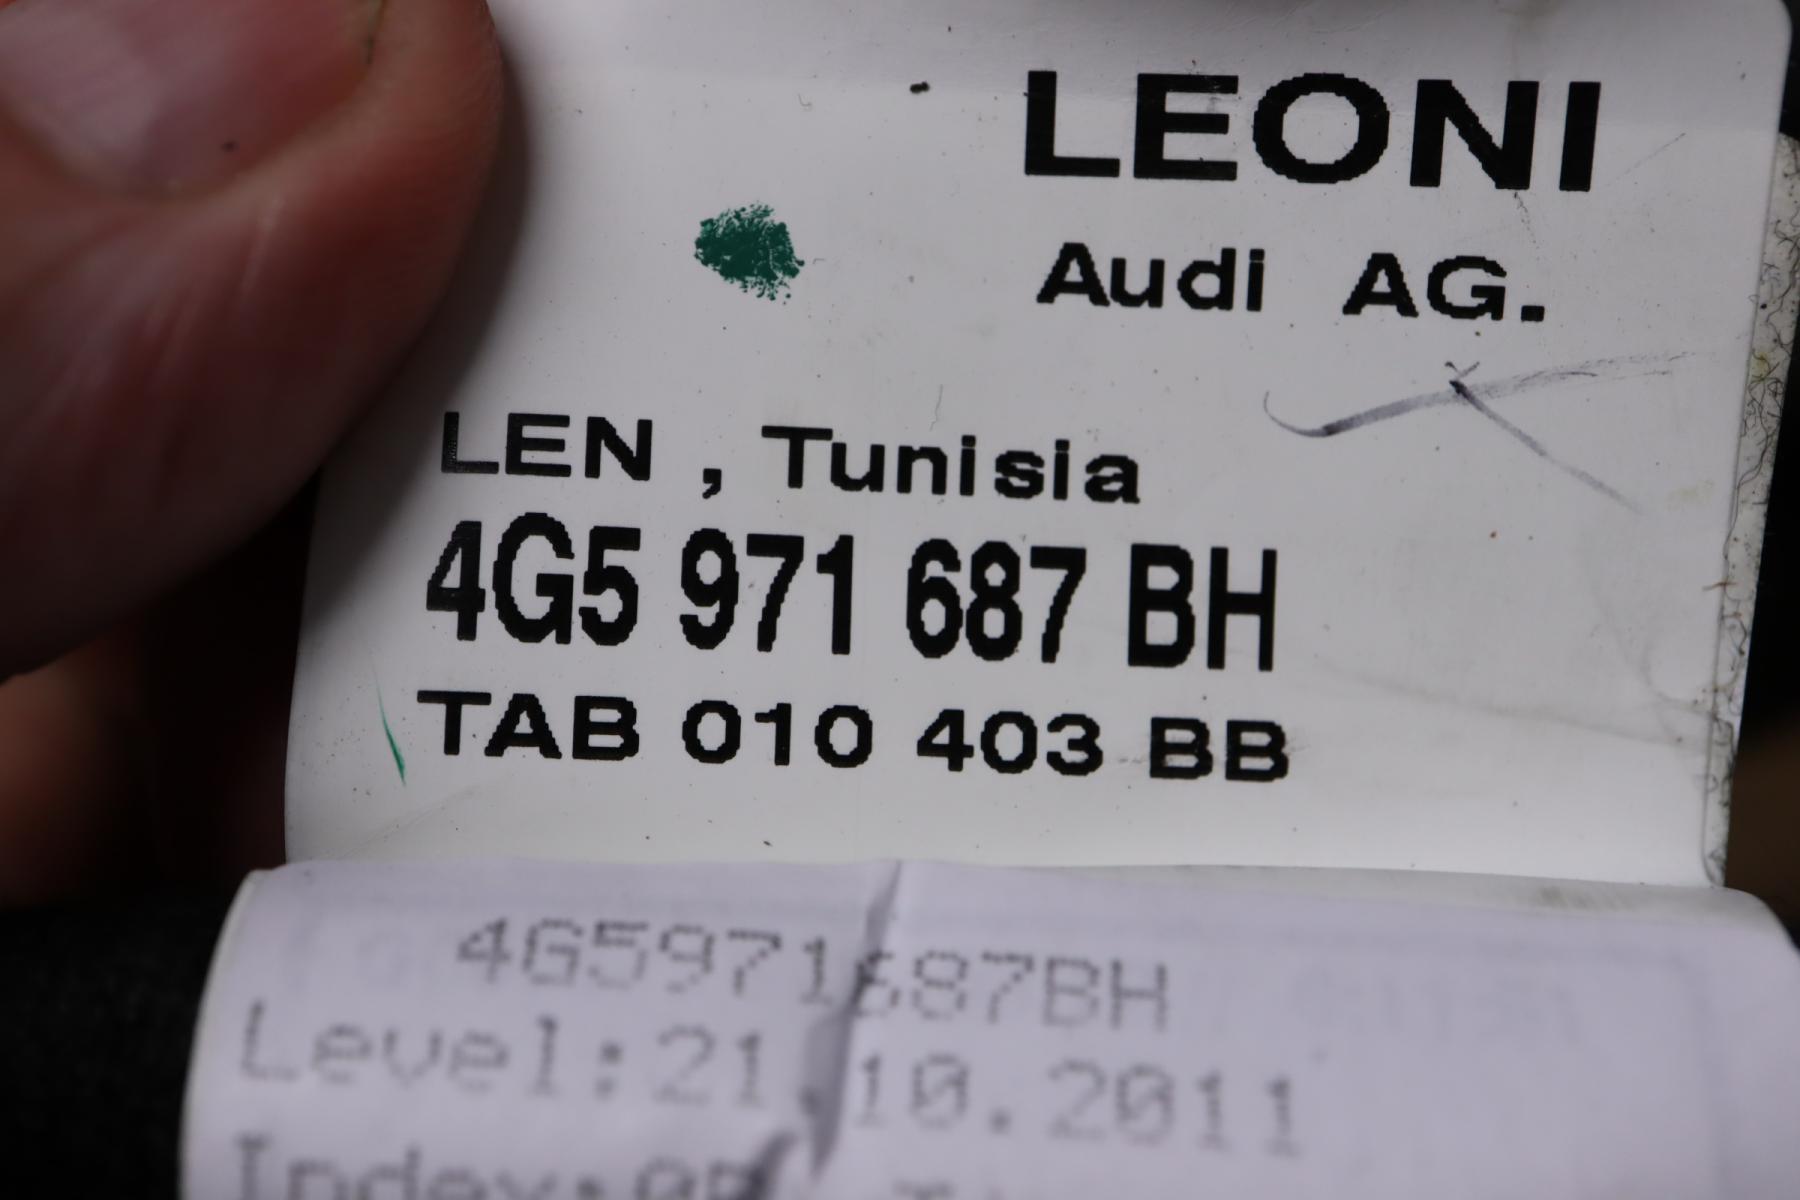 LEONI
Audi AG.
LEN , Tunisia
4G5 971 687 BH
TAB 010 403 BB
4G5971687BH
Level:21.10.2011